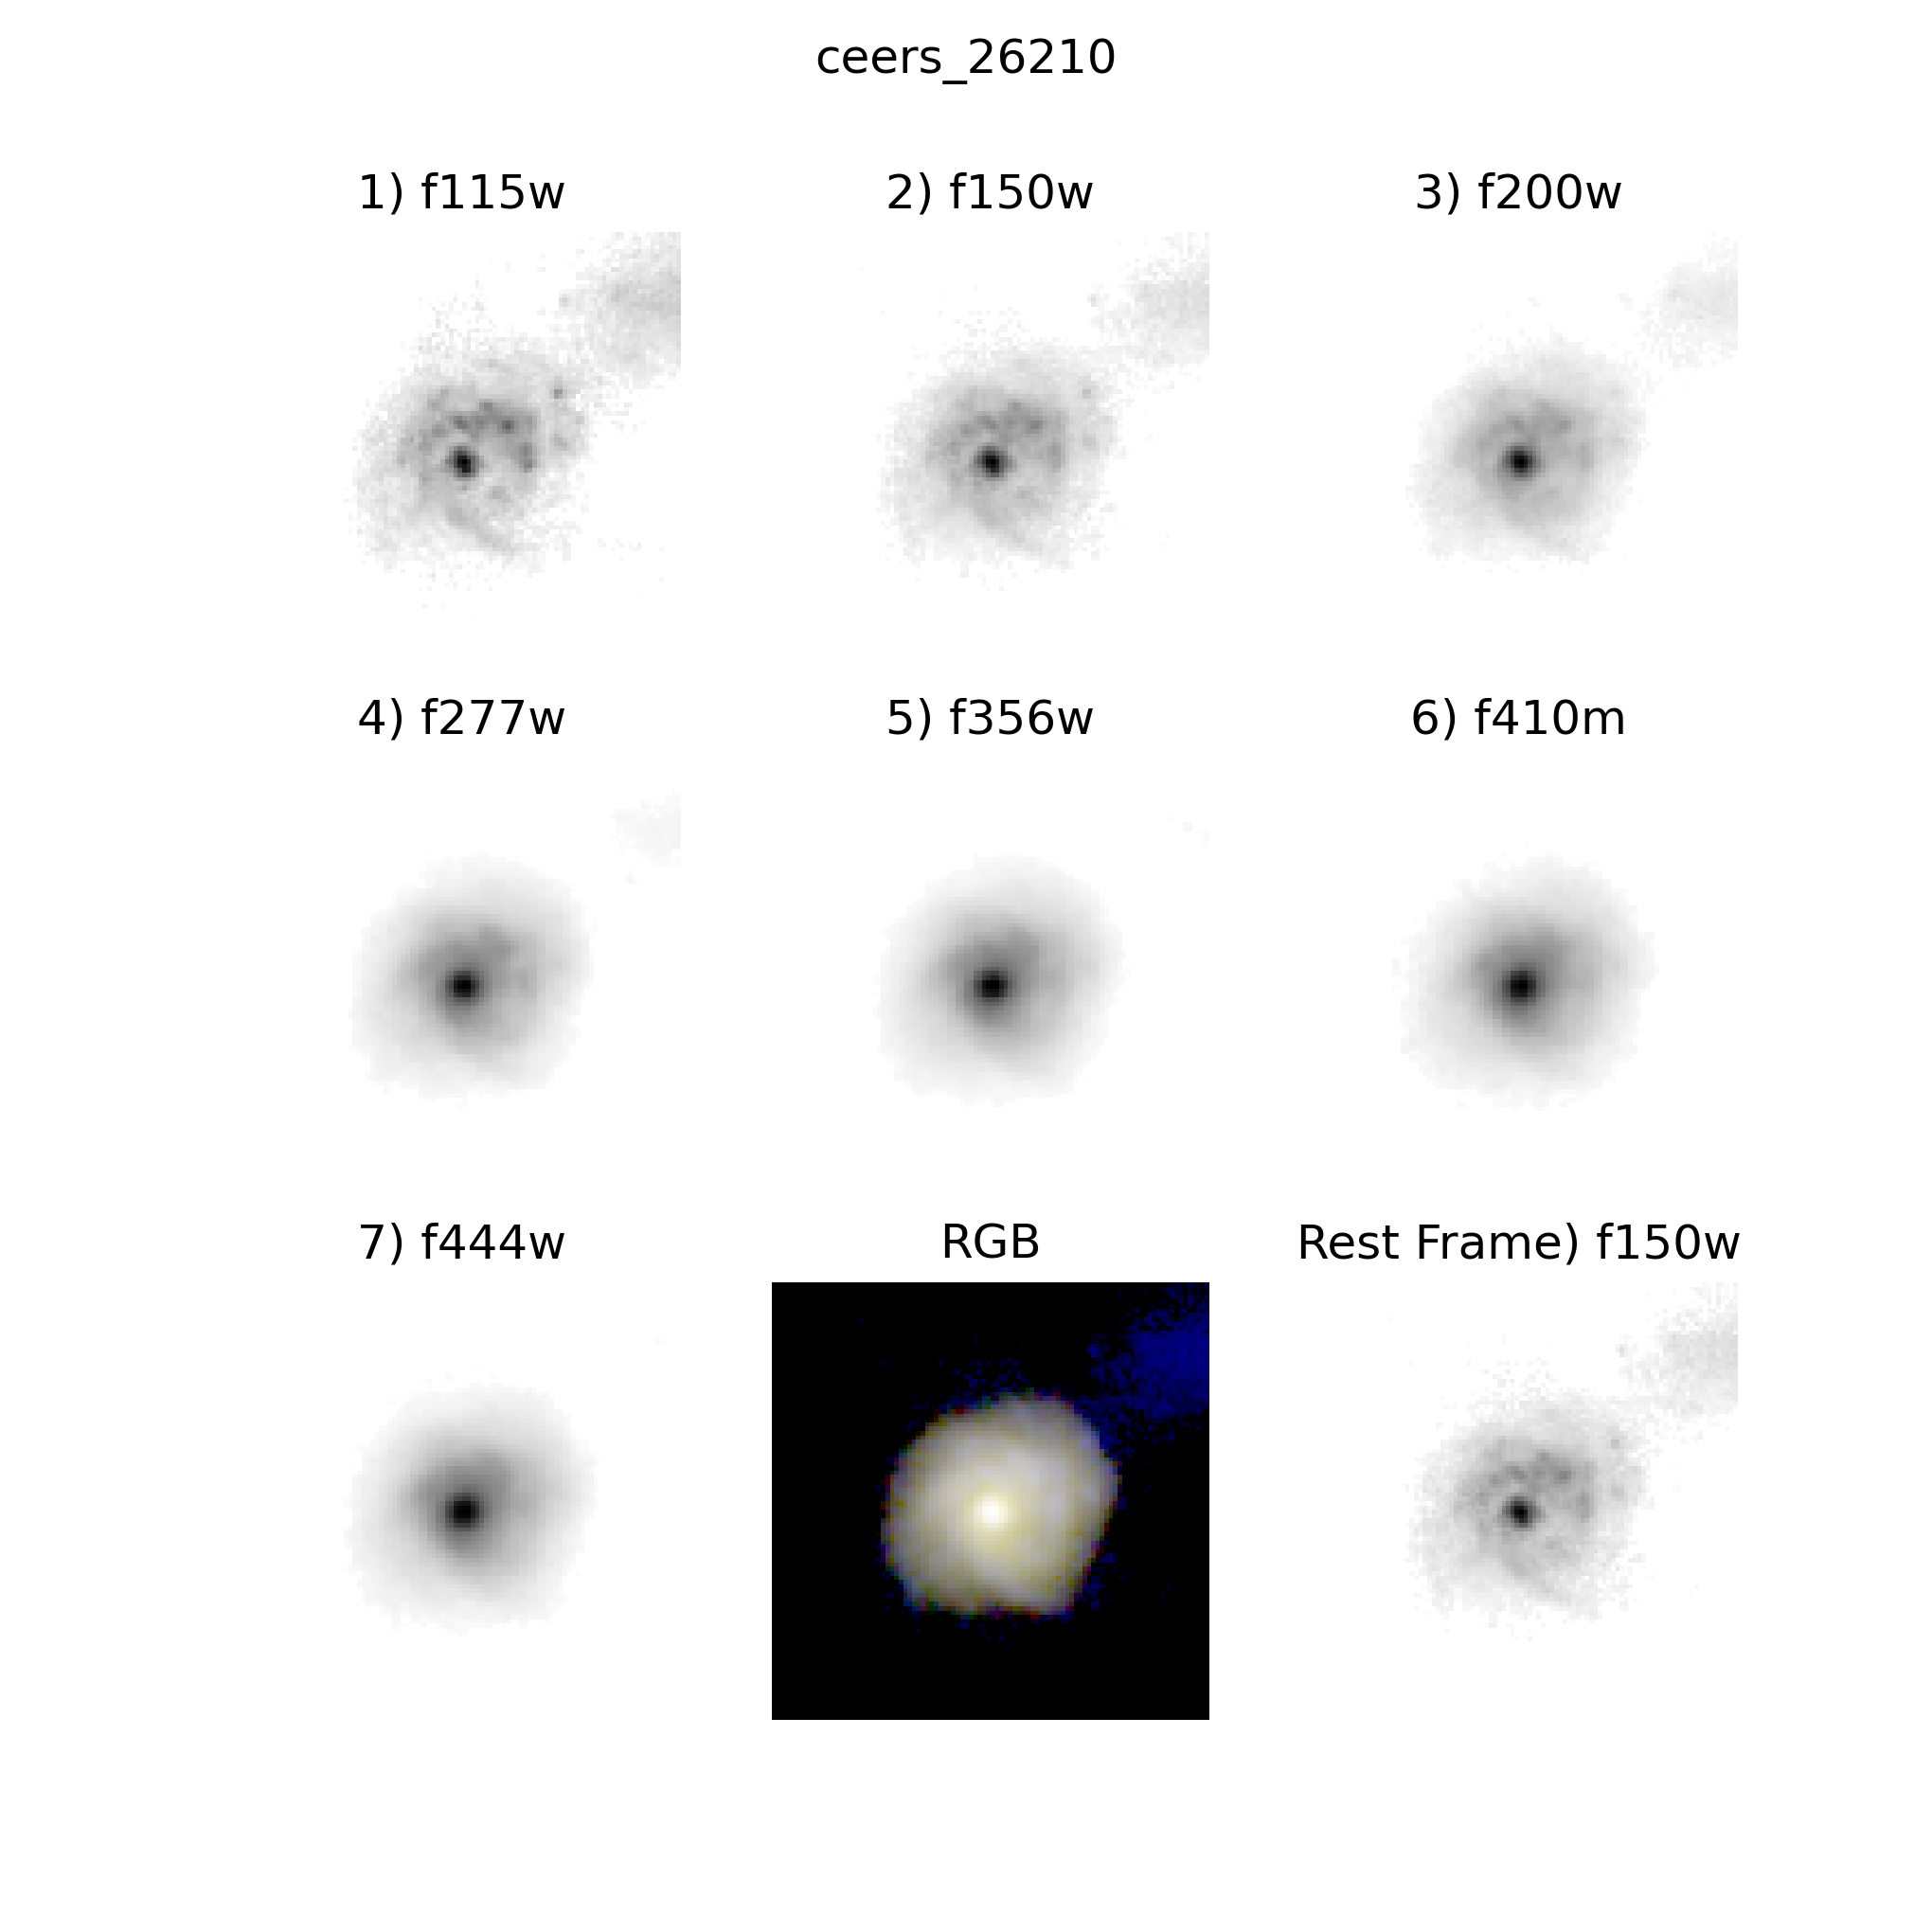 ceers_26210
1) f115w
2) f150w
3) f200w
4) f277w
5) f356w
6) f410m
7) f444w
RGB
Rest Frame) f150w